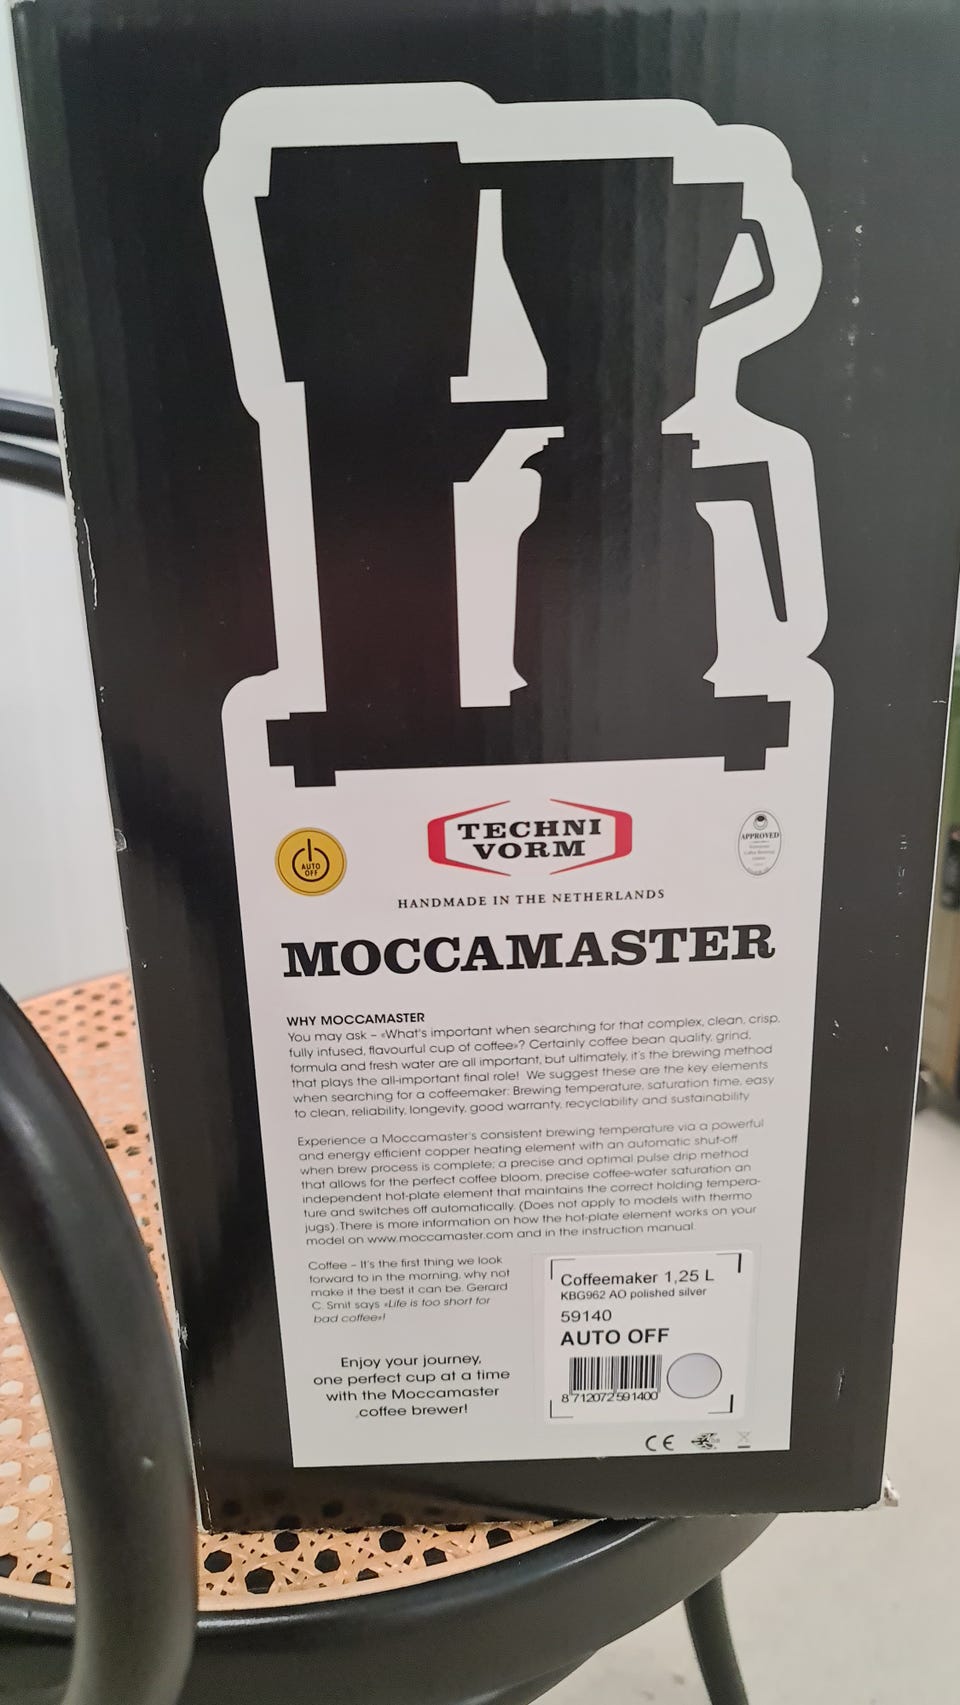 AUTO
OFF
TECHNI
VORM
APPROVED
HANDMADE IN THE NETHERLANDS
MOCCAMASTER
WHY MOCCAMASTER
You may ask – «What's important when searching for that complex, clean, crisp,
fully infused, flavourful cup of coffee»? Certainly coffee bean quality, grind,
formula and fresh water are all important, but ultimately, it's the brewing method
that plays the all-important final role! We suggest these are the key elements
when searching for a coffeemaker: Brewing temperature, saturation time, easy
to clean, reliability, longevity, good warranty, recyclability and sustainability
Experience a Moccamaster's consistent brewing temperature via a powerful
and energy efficient copper heating element with an automatic shut-off
when brew process is complete; a precise and optimal pulse drip method
that allows for the perfect coffee bloom, precise coffee-water saturation an
independent hot-plate element that maintains the correct holding tempera-
ture and switches off automatically. (Does not apply to models with thermo
jugs). There is more information on how the hot-plate element works on your
model on www.moccamaster.com and in the instruction manual.
Coffee – It's the first thing we look
forward to in the morning, why not
make it the best it can be. Gerard
C. Smit says «Life is too short for
bad coffee»!
Enjoy your journey,
one perfect cup at a time
with the Moccamaster
coffee brewer!
Coffeemaker 1,25 L
KBG962 AO polished silver
59140
AUTO OFF
8 712072 591400
CE